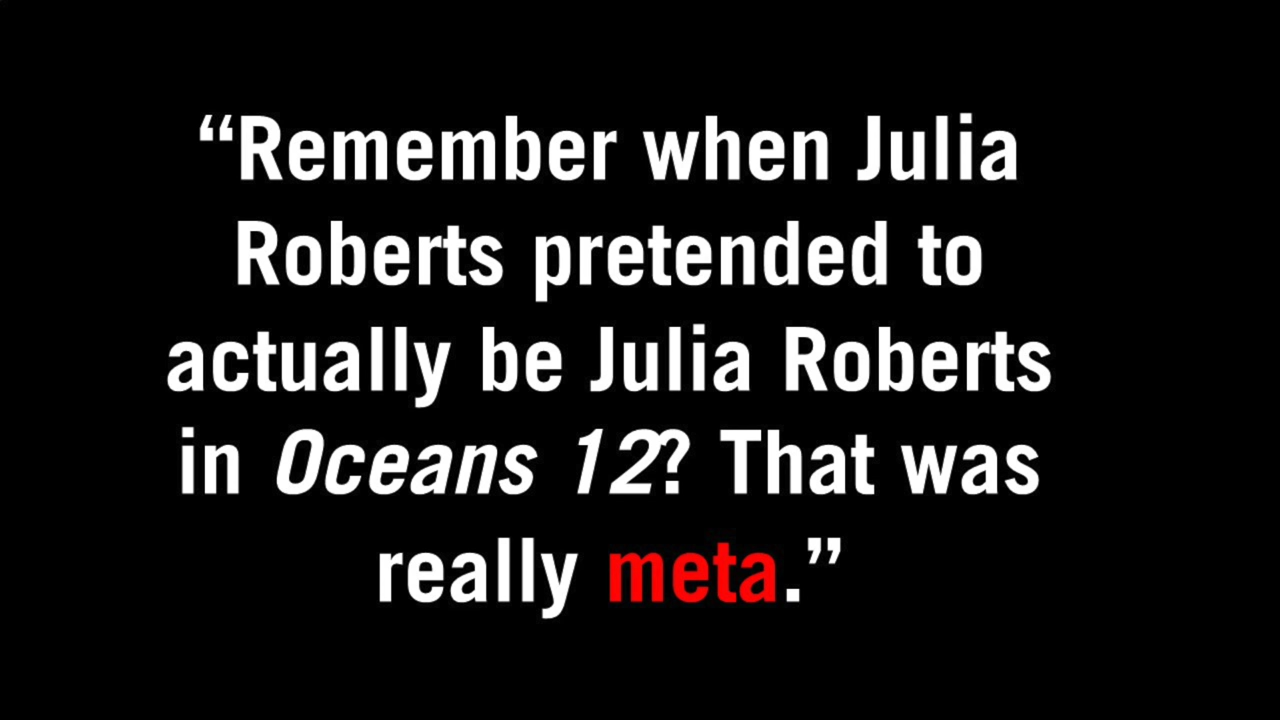 “Remember when Julia
Roberts pretended to
actually be Julia Roberts
in Oceans 12? That was
really meta.”